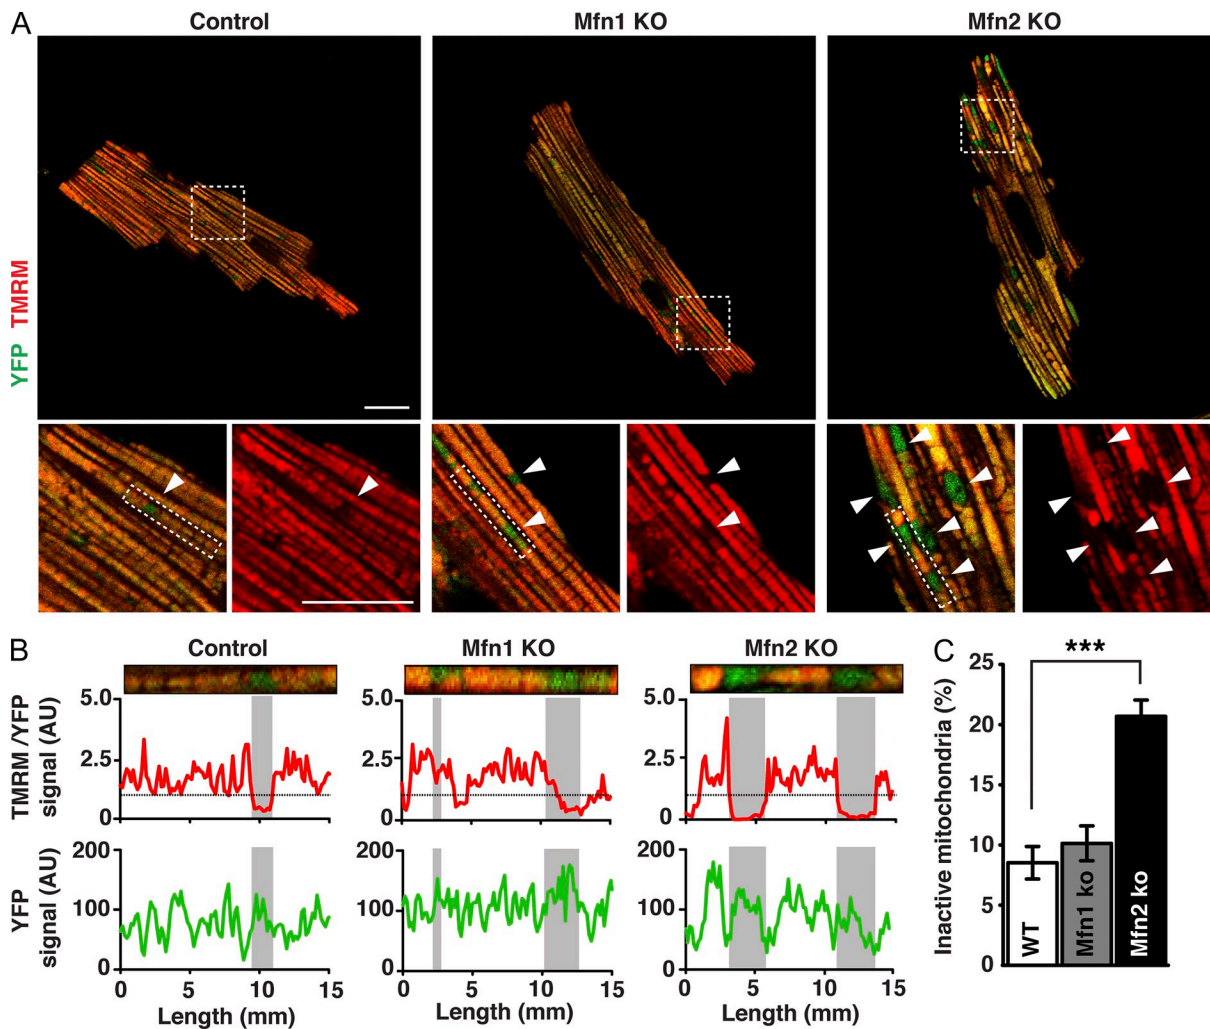 A
Control
Mfn1 KO
Mfn2 KO
YFP TMRM
B
Control
Mfn1 KO
Mfn2 KO
TMRM /YFP
signal (AU)
5.0
2.5
0
5.0
2.5
0
5.0
2.5
0
YFP
signal (AU)
200
100
0
200
100
0
200
100
0
0 5 10 15
0 5 10 15
0 5 10 15
Length (mm)
Length (mm)
Length (mm)
C
Inactive mitochondria (%)
25
20
15
10
5
0
***
WT
Mfn1 ko
Mfn2 ko